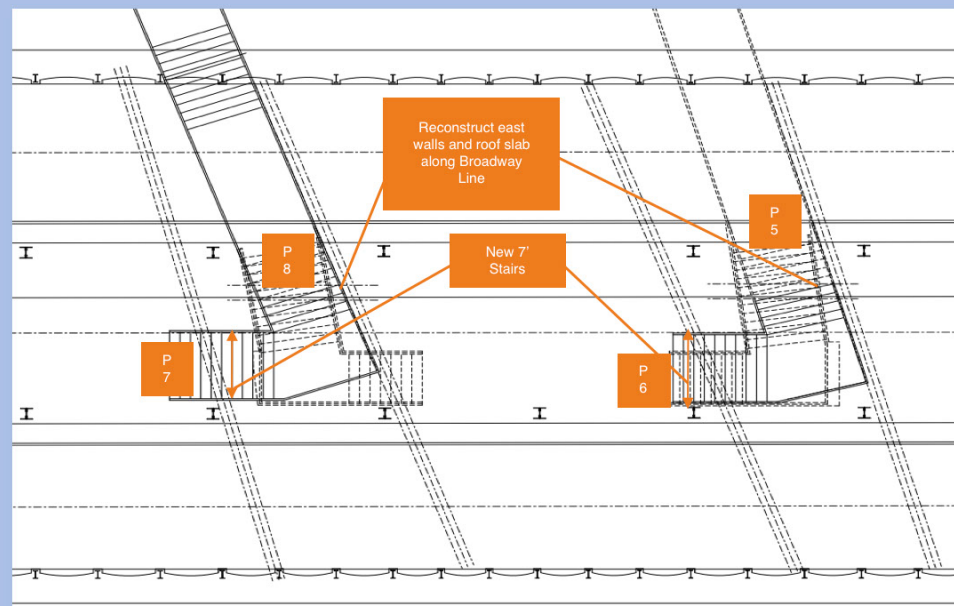 Reconstruct east
walls and roof slab
along Broadway
Line
P
5
P
8
New 7’
Stairs
P
7
P
6